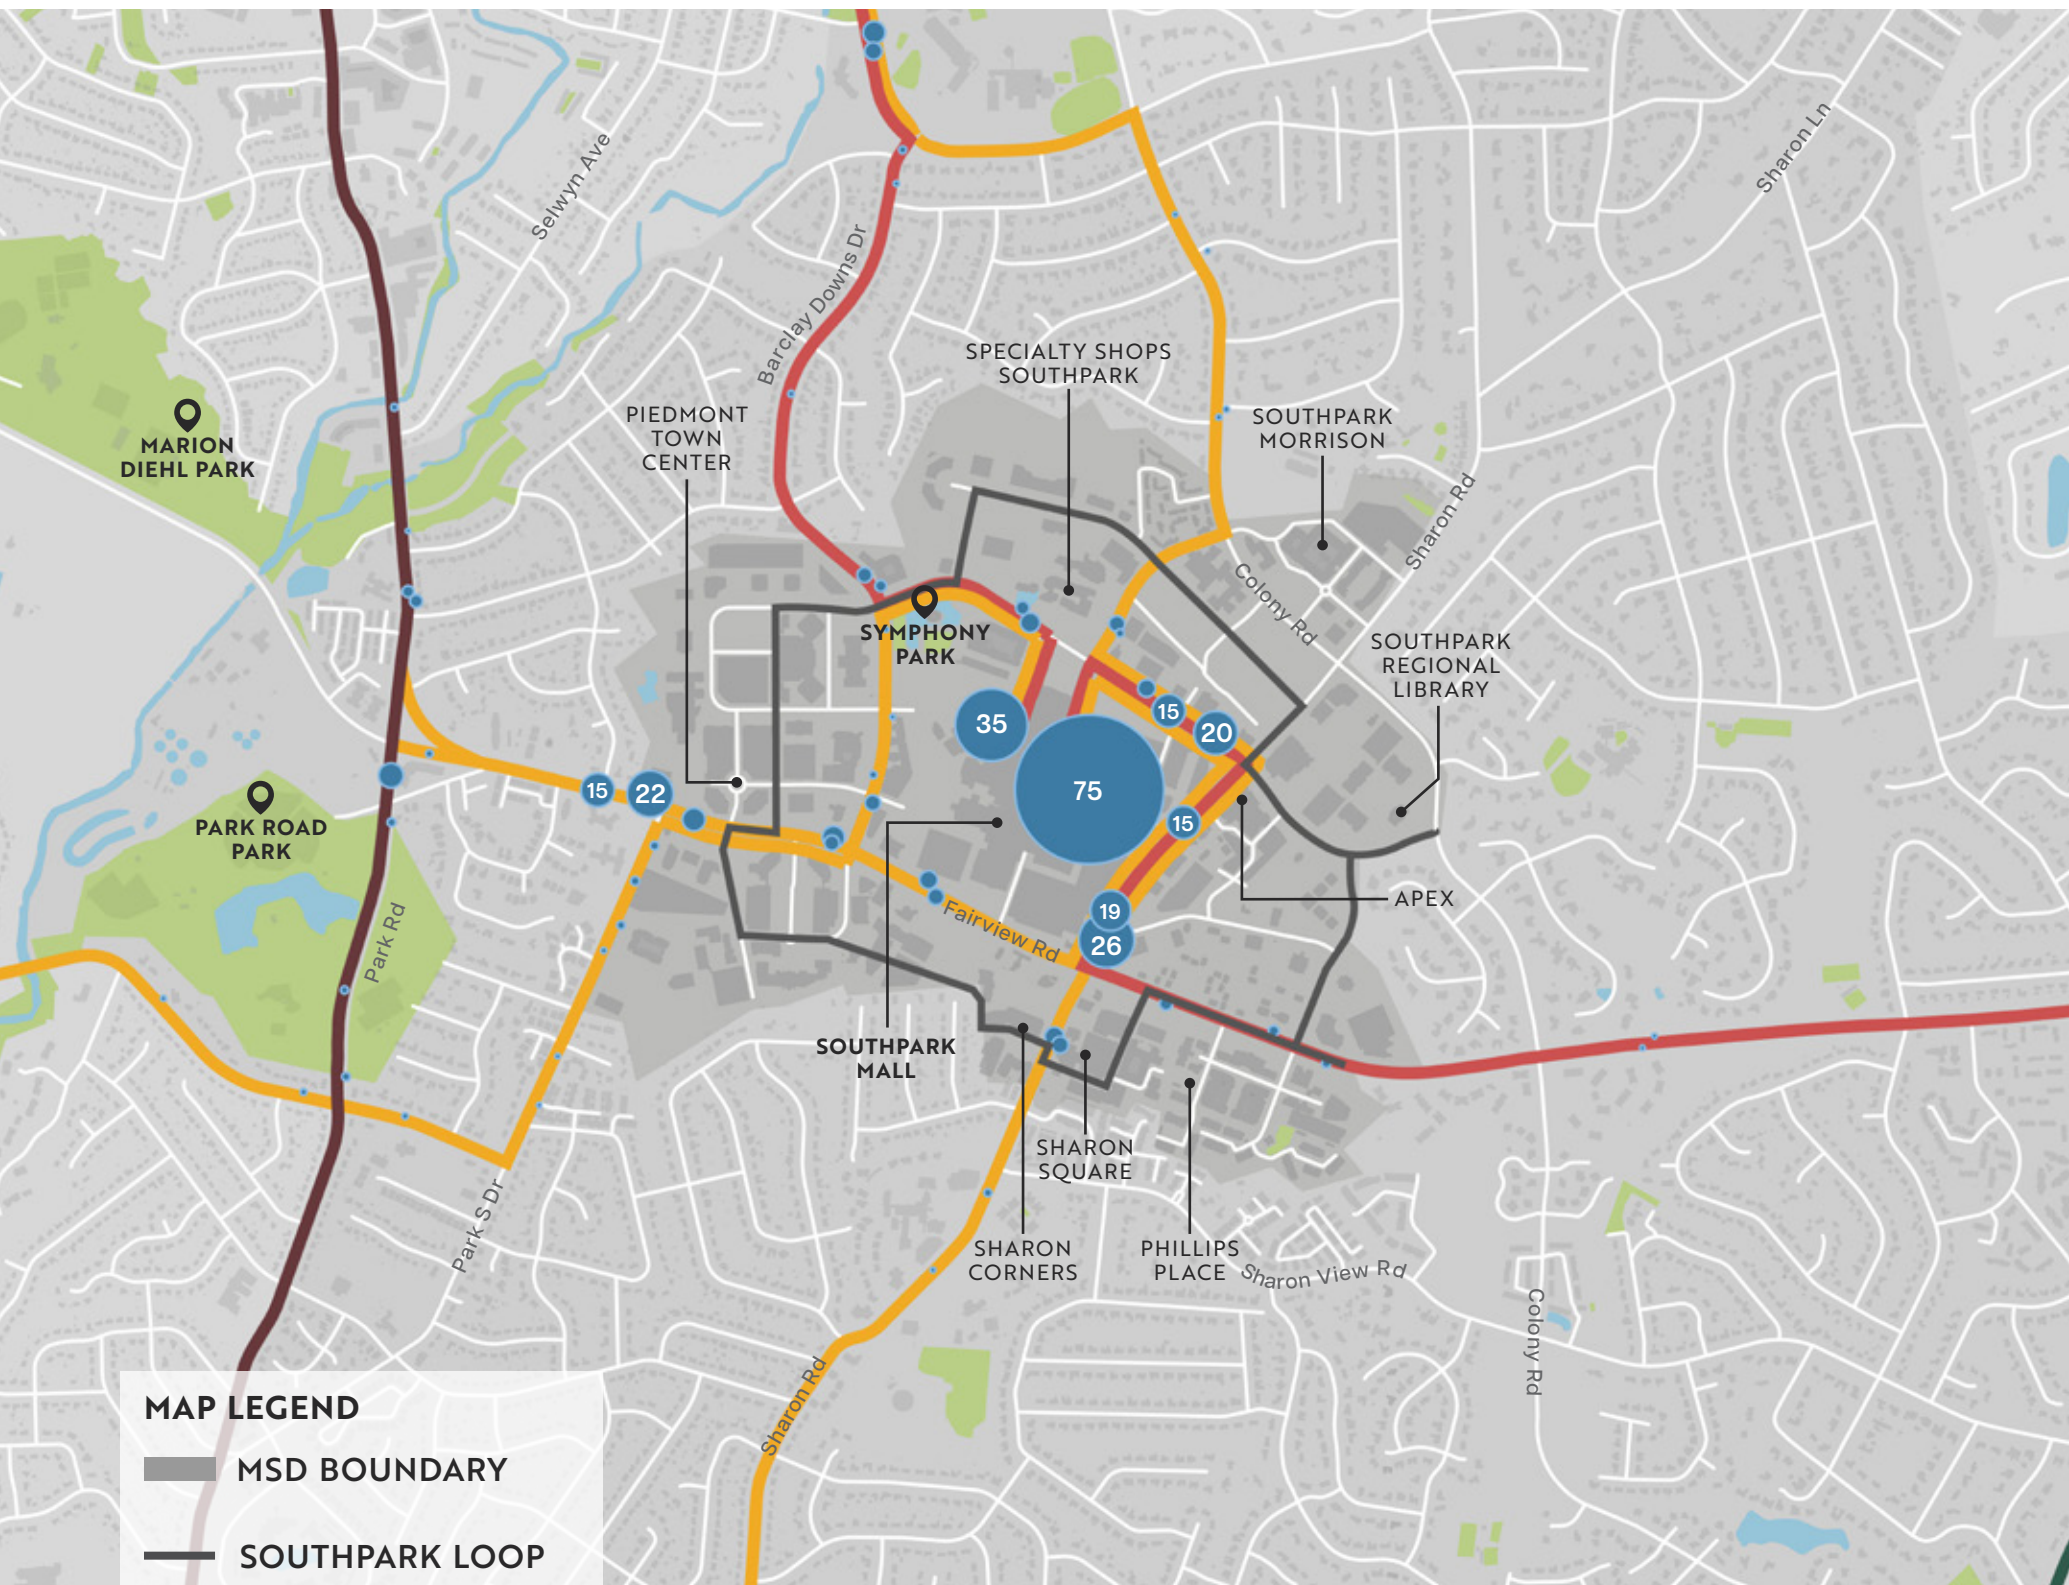 Sharon Ln
Selwyn Ave
Barclay Downs Dr
SPECIALTY SHOPS
SOUTHPARK
PIEDMONT
TOWN
CENTER
SOUTHPARK
MORRISON
MARION
DIEHL PARK
Sharon Rd
Colony Rd
SYMPHONY
PARK
SOUTHPARK
REGIONAL
LIBRARY
35
15
20
75
15
22
15
PARK ROAD
PARK
APEX
19
26
Fairview Rd
Park Rd
SOUTHPARK
MALL
SHARON
SQUARE
Park S Dr
SHARON
CORNERS
PHILLIPS
PLACE
Sharon View Rd
Colony Rd
Sharon Rd
MAP LEGEND
MSD BOUNDARY
SOUTHPARK LOOP